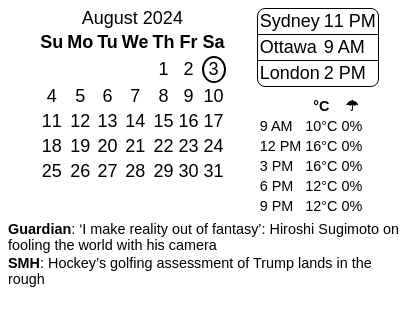 August 2024
Su Mo Tu We Th Fr Sa
1 2 3
4 5 6 7 8 9 10
11 12 13 14 15 16 17
18 19 20 21 22 23 24
25 26 27 28 29 30 31
Sydney 11 PM
Ottawa 9 AM
London 2 PM
°C ☂
9 AM 10°C 0%
12 PM 16°C 0%
3 PM 16°C 0%
6 PM 12°C 0%
9 PM 12°C 0%
Guardian: ‘I make reality out of fantasy’: Hiroshi Sugimoto on
fooling the world with his camera
SMH: Hockey’s golfing assessment of Trump lands in the
rough